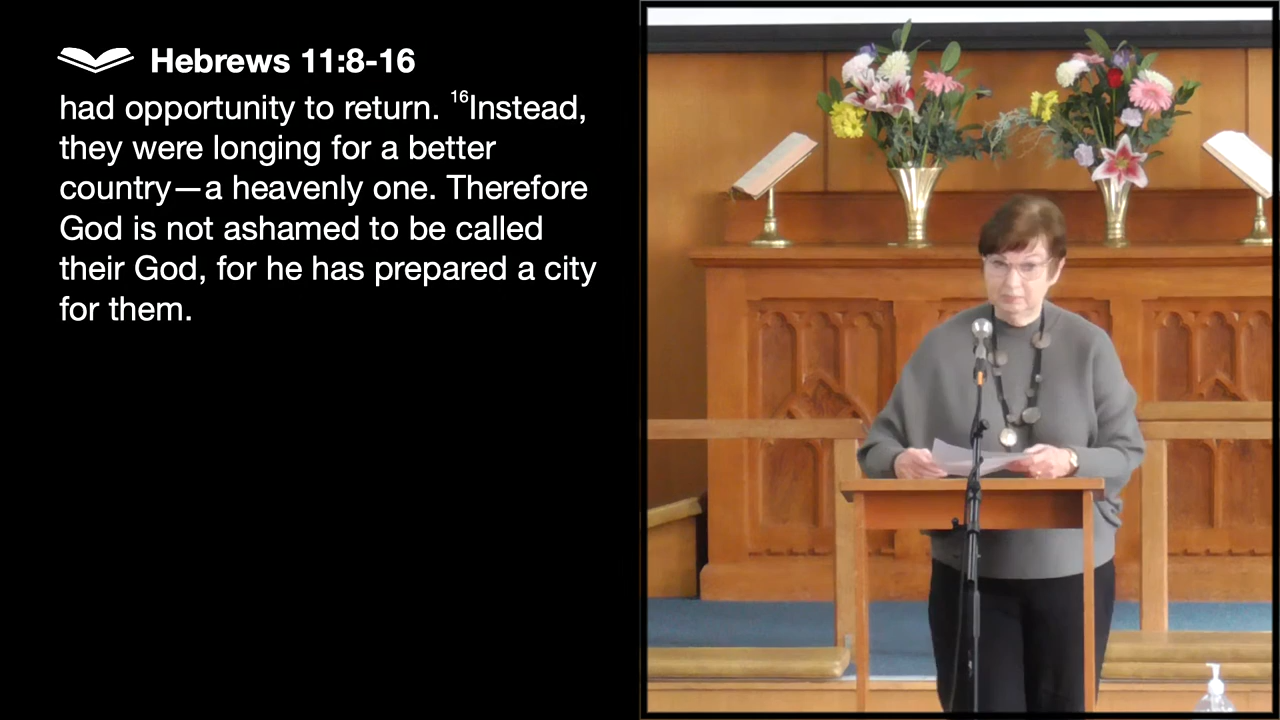 Hebrews 11:8-16
had opportunity to return. ¹⁶Instead,
they were longing for a better
country—a heavenly one. Therefore
God is not ashamed to be called
their God, for he has prepared a city
for them.